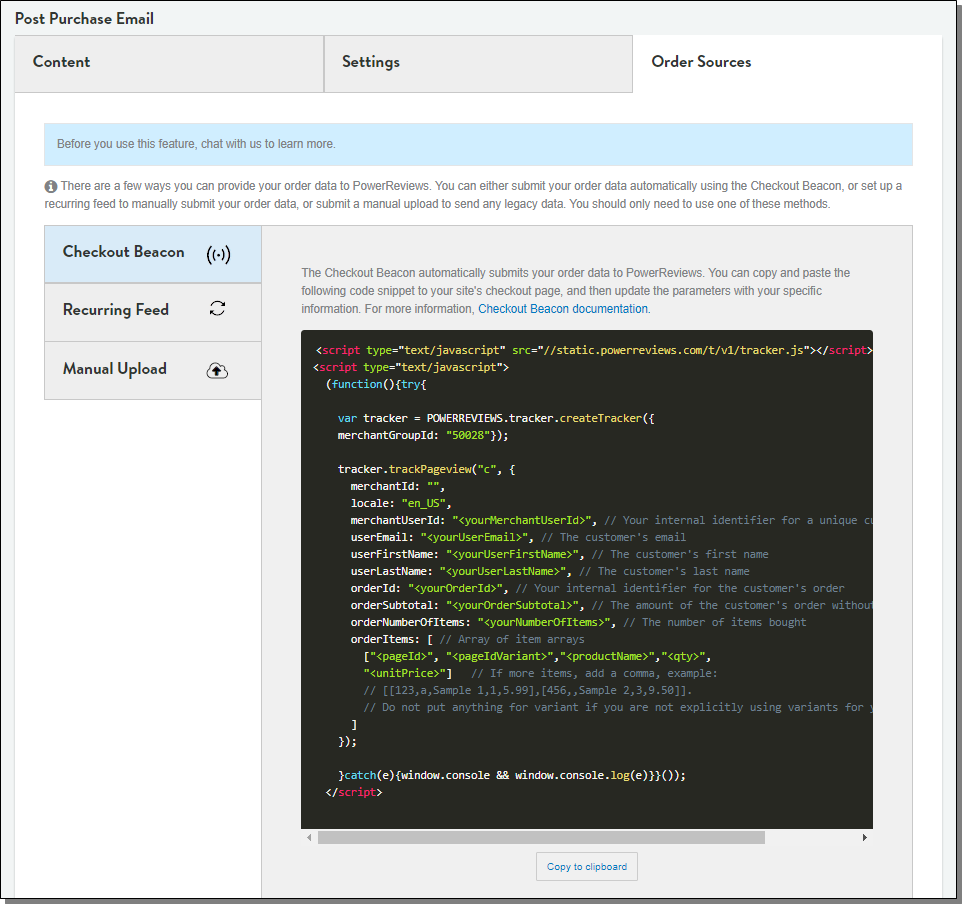 Post Purchase Email
Content
Settings
Order Sources
Before you use this feature, chat with us to learn more.
There are a few ways you can provide your order data to PowerReviews. You can either submit your order data automatically using the Checkout Beacon, or set up a
recurring feed to manually submit your order data, or submit a manual upload to send any legacy data. You should only need to use one of these methods.
Checkout Beacon
Recurring Feed
Manual Upload
The Checkout Beacon automatically submits your order data to PowerReviews. You can copy and paste the
following code snippet to your site's checkout page, and then update the parameters with your specific
information. For more information, Checkout Beacon documentation.
<script type="text/javascript" src="//static.powerreviews.com/t/v1/tracker.js"></script>
<script type="text/javascript">
(function(){try{
var tracker = POWERREVIEWS.tracker.createTracker({
merchantGroupId: "50028"});
tracker.trackPageview("c", {
merchantId: "",
locale: "en_US",
merchantUserId: "<yourMerchantUserId>", // Your internal identifier for a unique cu
userEmail: "<yourUserEmail>", // The customer's email
userFirstName: "<yourUserFirstName>", // The customer's first name
userLastName: "<yourUserLastName>", // The customer's last name
orderId: "<yourOrderId>", // Your internal identifier for the customer's order
orderSubtotal: "<yourOrderSubtotal>", // The amount of the customer's order without
orderNumberOfItems: "<yourNumberOfItems>", // The number of items bought
orderItems: [ // Array of item arrays
["<pageId>", "<pageIdVariant>","<productName>","<qty>",
"<unitPrice>"] // If more items, add a comma, example:
// [[123,a,Sample 1,1,5.99],[456,,Sample 2,3,9.50]].
// Do not put anything for variant if you are not explicitly using variants for y
]
});
}catch(e){window.console && window.console.log(e)}}());
</script>
Copy to clipboard